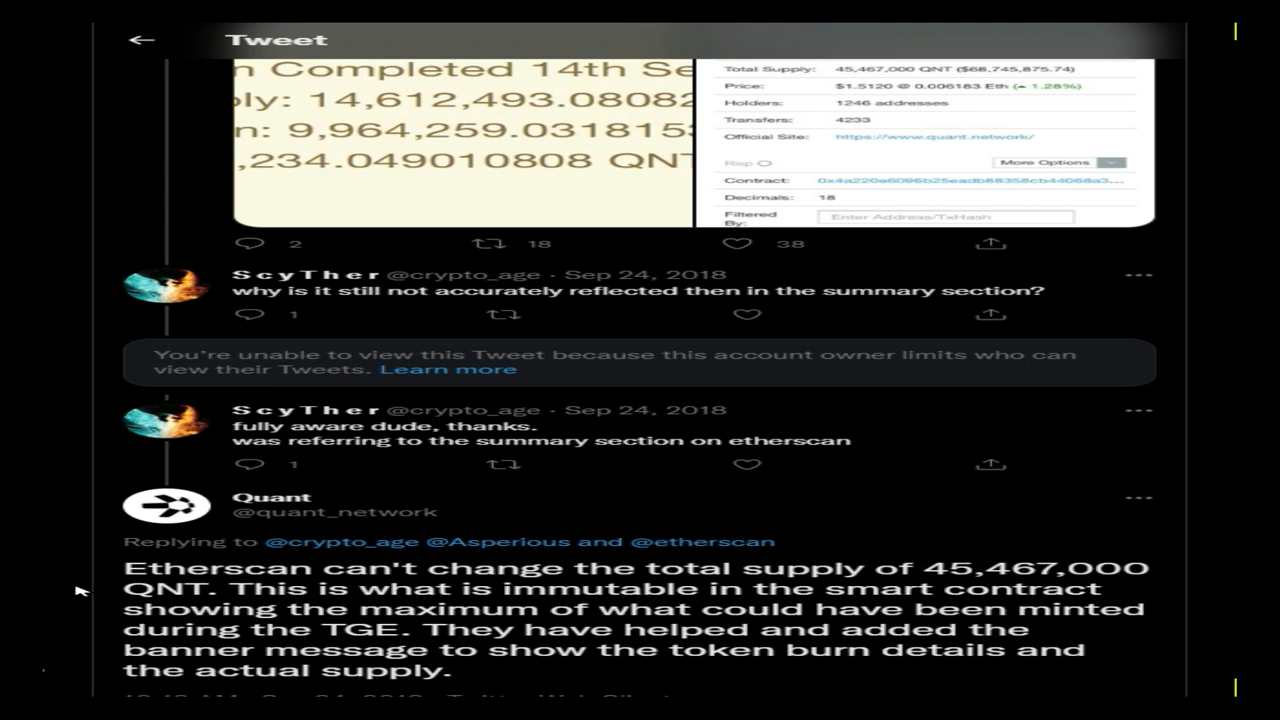 Tweet
n Completed 14th Se
ly: 14,612,493.08082
n: 9,964,259.0318153
,234.049010808 QNT
Total Supply: 45,467,000 QNT ($68,745,875.74)
Price: $1.5120 @ 0.006183 Eth (▲ 1.28%)
Holders: 1246 addresses
Transfers: 4233
Official Site: https://www.quant.network/
Rep
More Options
Contract: 0x4a220e6096b25eadb88358cb44068a3...
Decimals: 18
Filtered By: Enter Address/TxHash
2 18 38
S c y T h e r @crypto_age · Sep 24, 2018
why is it still not accurately reflected then in the summary section?
1
You're unable to view this Tweet because this account owner limits who can
view their Tweets. Learn more
S c y T h e r @crypto_age · Sep 24, 2018
fully aware dude, thanks.
was referring to the summary section on etherscan
1
Quant
@quant_network
Replying to @crypto_age @Asperious and @etherscan
Etherscan can't change the total supply of 45,467,000
QNT. This is what is immutable in the smart contract
showing the maximum of what could have been minted
during the TGE. They have helped and added the
banner message to show the token burn details and
the actual supply.